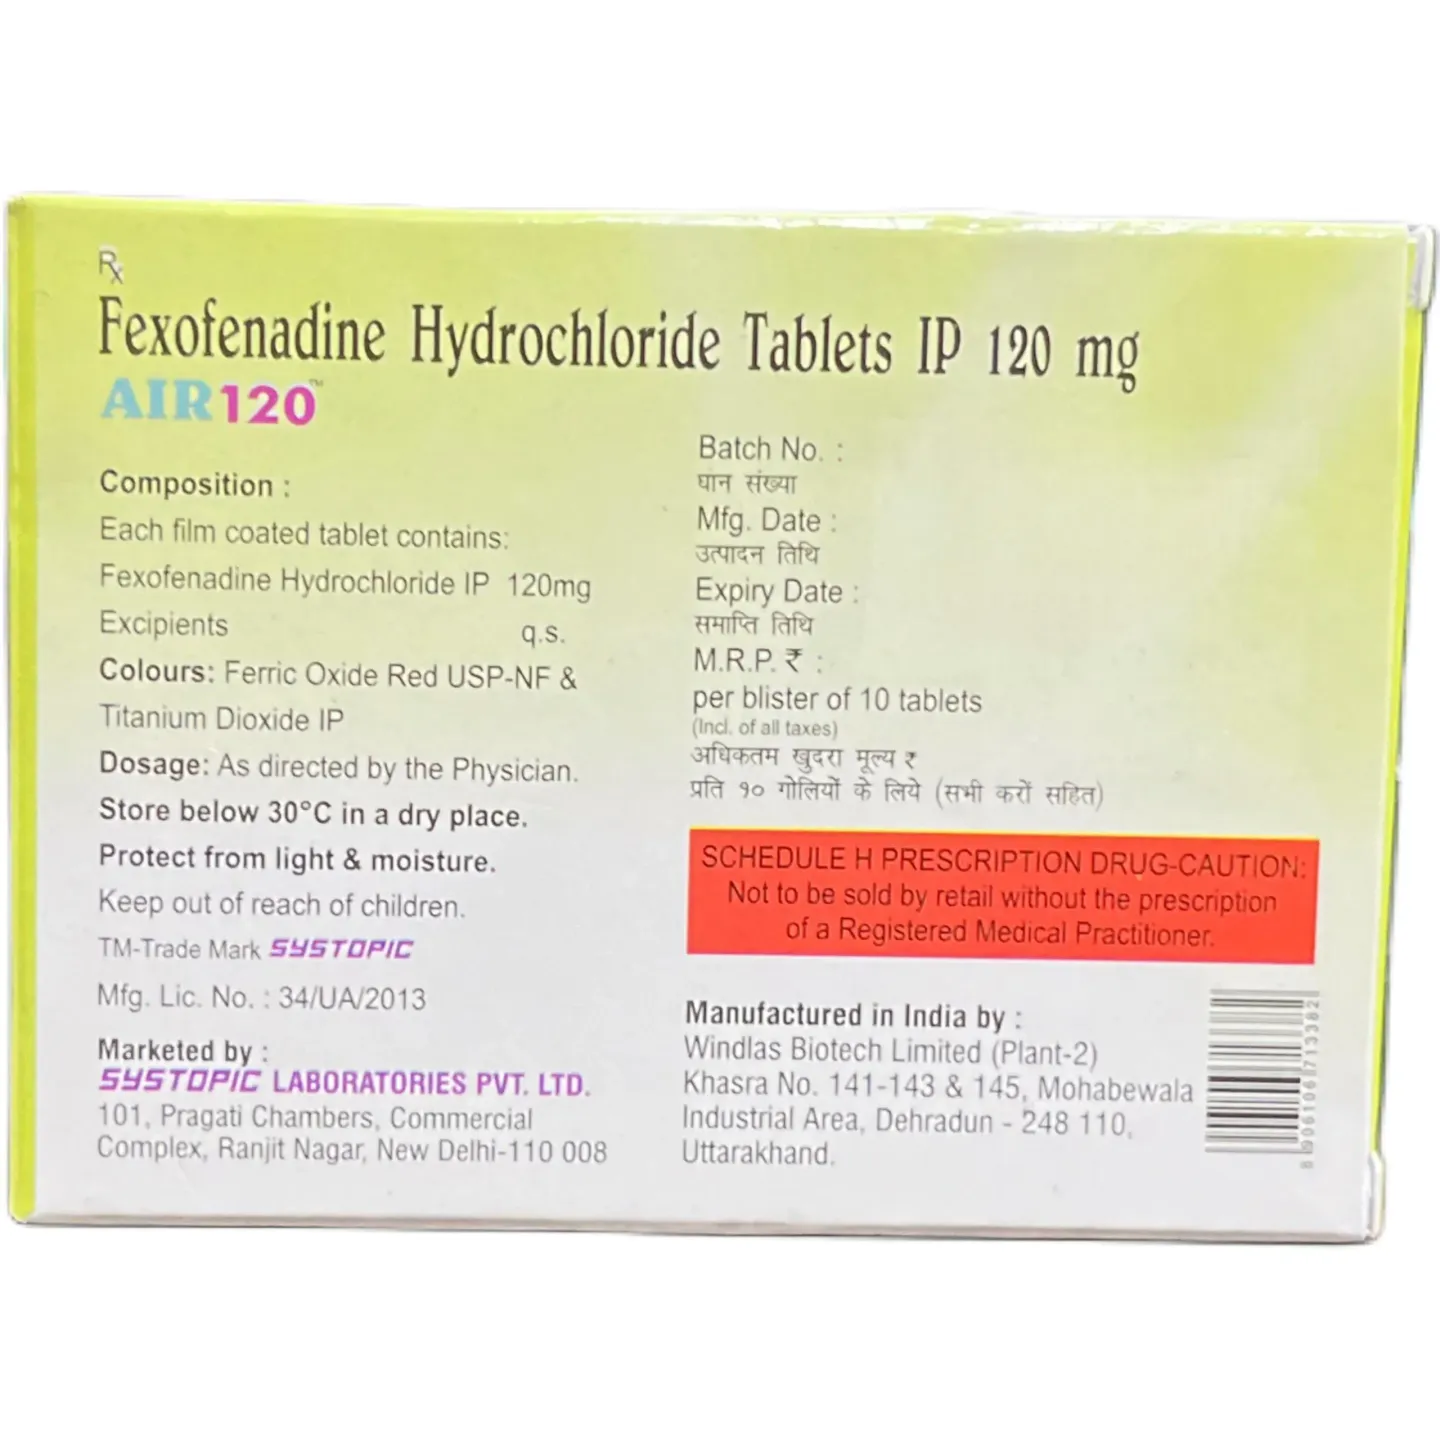 Rx
Fexofenadine Hydrochloride Tablets IP 120 mg
AIR120™
Composition :
Each film coated tablet contains:
Fexofenadine Hydrochloride IP 120mg
Excipients q.s.
Colours: Ferric Oxide Red USP-NF &
Titanium Dioxide IP
Dosage: As directed by the Physician.
Store below 30°C in a dry place.
Protect from light & moisture.
Keep out of reach of children.
TM-Trade Mark SYSTOPIC
Mfg. Lic. No. : 34/UA/2013
Marketed by :
SYSTOPIC LABORATORIES PVT. LTD.
101, Pragati Chambers, Commercial
Complex, Ranjit Nagar, New Delhi-110 008
Batch No. :
घान संख्या
Mfg. Date :
उत्पादन तिथि
Expiry Date :
समाप्ति तिथि
M.R.P. ₹ :
per blister of 10 tablets
(Incl. of all taxes)
अधिकतम खुदरा मूल्य ₹
प्रति १० गोलियों के लिये (सभी करों सहित)
SCHEDULE H PRESCRIPTION DRUG-CAUTION:
Not to be sold by retail without the prescription
of a Registered Medical Practitioner.
Manufactured in India by :
Windlas Biotech Limited (Plant-2)
Khasra No. 141-143 & 145, Mohabewala
Industrial Area, Dehradun - 248 110,
Uttarakhand.
8 906106 713382